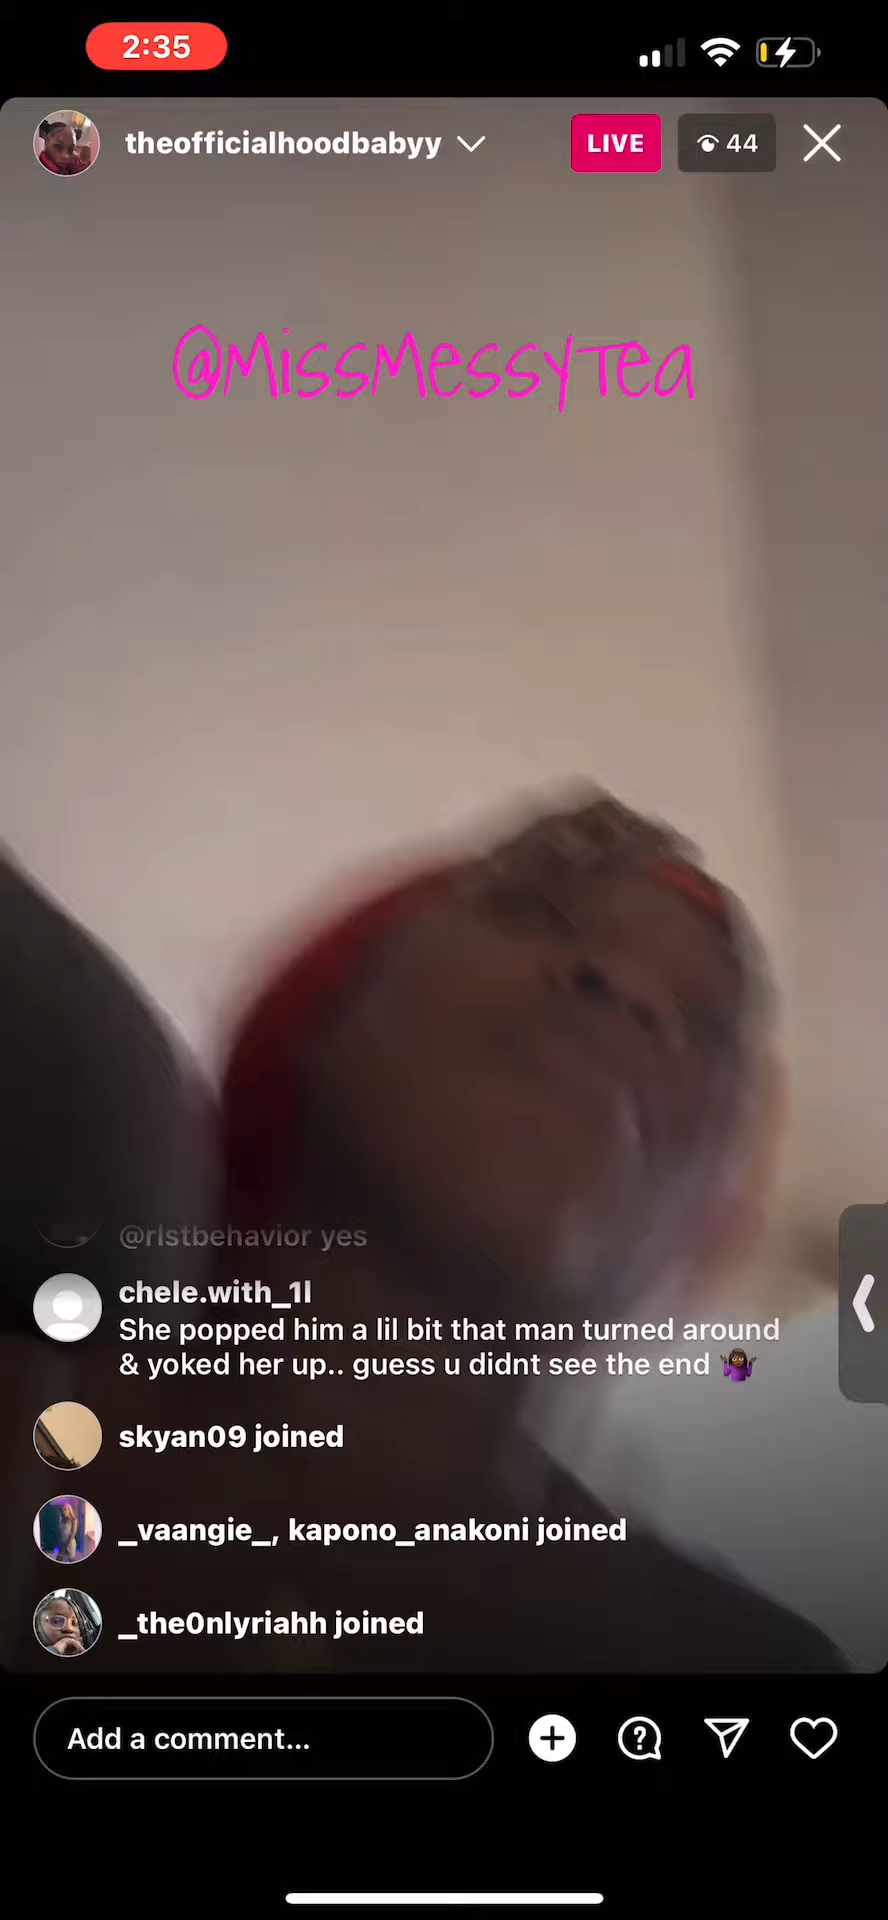 2:35
theofficialhoodbabyy
LIVE
44
@MissMessyTea
@rlstbehavior yes
chele.with_1l
She popped him a lil bit that man turned around
& yoked her up.. guess u didnt see the end 🤷🏾‍♀️
skyan09 joined
_vaangie_, kapono_anakoni joined
_the0nlyriahh joined
Add a comment...